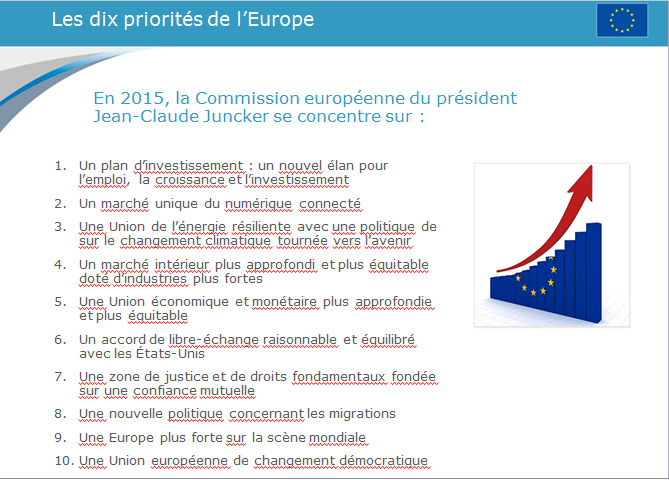 Les dix priorités de l’Europe
En 2015, la Commission européenne du président
Jean-Claude Juncker se concentre sur :
1. Un plan d’investissement : un nouvel élan pour
l’emploi, la croissance et l’investissement
2. Un marché unique du numérique connecté
3. Une Union de l’énergie résiliente avec une politique de
sur le changement climatique tournée vers l’avenir
4. Un marché intérieur plus approfondi et plus équitable
doté d’industries plus fortes
5. Une Union économique et monétaire plus approfondie
et plus équitable
6. Un accord de libre-échange raisonnable et équilibré
avec les États-Unis
7. Une zone de justice et de droits fondamentaux fondée
sur une confiance mutuelle
8. Une nouvelle politique concernant les migrations
9. Une Europe plus forte sur la scène mondiale
10. Une Union européenne de changement démocratique